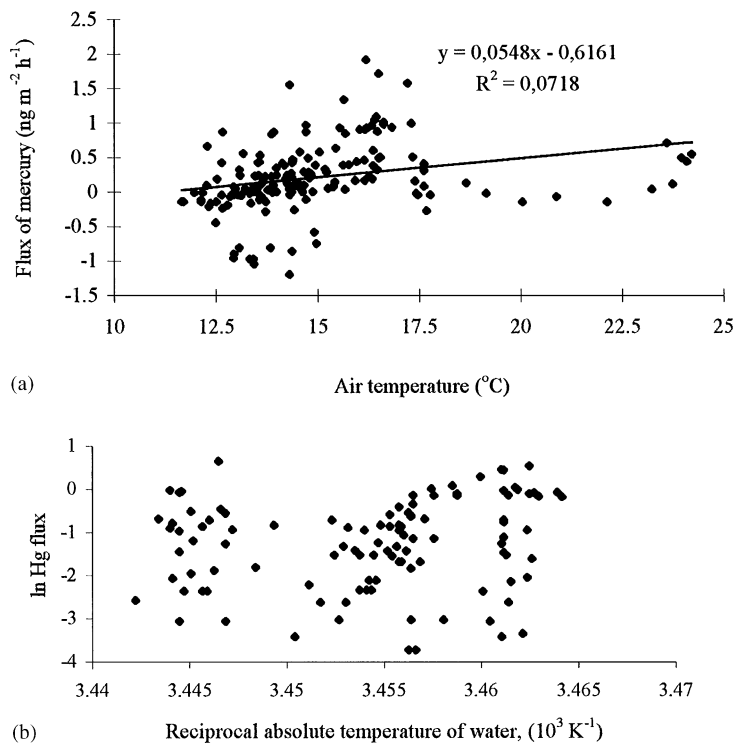 2.5
2
1.5
1
0.5
0
-0.5
-1
-1.5
Flux of mercury (ng m⁻² h⁻¹)
y = 0,0548x - 0,6161
R² = 0,0718
10 12.5 15 17.5 20 22.5 25
(a) Air temperature (°C)
1
0
-1
-2
-3
-4
ln Hg flux
3.44 3.445 3.45 3.455 3.46 3.465 3.47
(b) Reciprocal absolute temperature of water, (10³ K⁻¹)